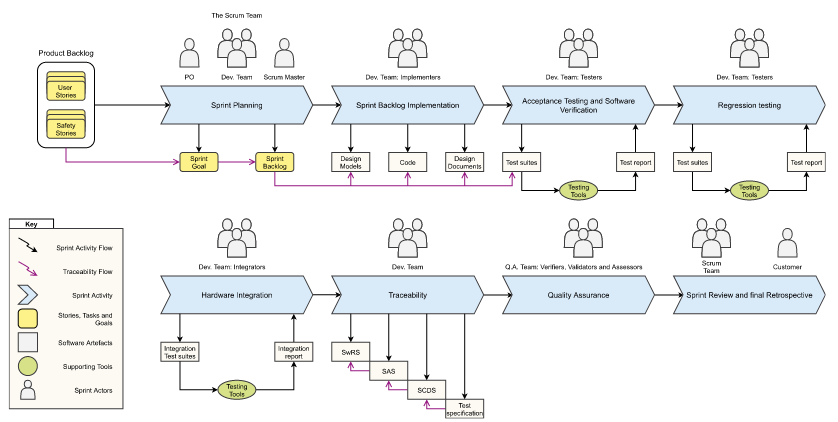 The Scrum Team
Product Backlog
PO
Dev. Team
Scrum Master
Dev. Team: Implementers
Dev. Team: Testers
Dev. Team: Testers
User
Stories
Safety
Stories
Sprint Planning
Sprint Backlog Implementation
Acceptance Testing and Software
Verification
Regression testing
Sprint
Goal
Sprint
Backlog
Design
Models
Code
Design
Documents
Test suites
Test report
Testing
Tools
Test suites
Test report
Testing
Tools
Key
Sprint Activity Flow
Traceability Flow
Sprint Activity
Stories, Tasks and
Goals
Software Artefacts
Supporting Tools
Sprint Actors
Dev. Team: Integrators
Dev. Team
Q.A. Team: Verifiers, Validators and Assessors
Scrum
Team
Customer
Hardware Integration
Traceability
Quality Assurance
Sprint Review and final Retrospective
Integration
Test suites
Integration
report
Testing
Tools
SwRS
SAS
SCDS
Test
specification